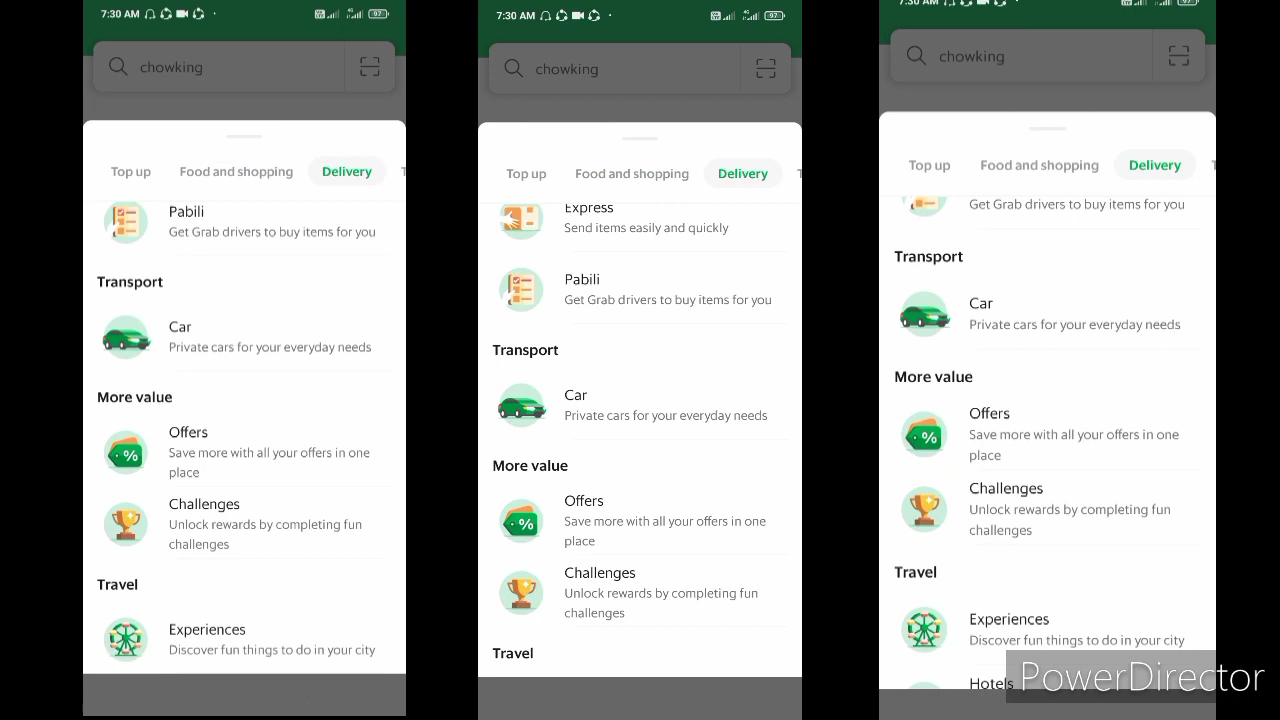 7:30 AM
97
chowking
Top up Food and shopping Delivery
Pabili
Get Grab drivers to buy items for you
Transport
Car
Private cars for your everyday needs
More value
Offers
Save more with all your offers in one
place
Challenges
Unlock rewards by completing fun
challenges
Travel
Experiences
Discover fun things to do in your city
7:30 AM
4G
97
chowking
Top up Food and shopping Delivery
Express
Send items easily and quickly
Pabili
Get Grab drivers to buy items for you
Transport
Car
Private cars for your everyday needs
More value
Offers
Save more with all your offers in one
place
Challenges
Unlock rewards by completing fun
challenges
Travel
7:30 AM
chowking
Top up Food and shopping Delivery
Get Grab drivers to buy items for you
Transport
Car
Private cars for your everyday needs
More value
Offers
Save more with all your offers in one
place
Challenges
Unlock rewards by completing fun
challenges
Travel
Experiences
Discover fun things to do in your city
Hotels
PowerDirector